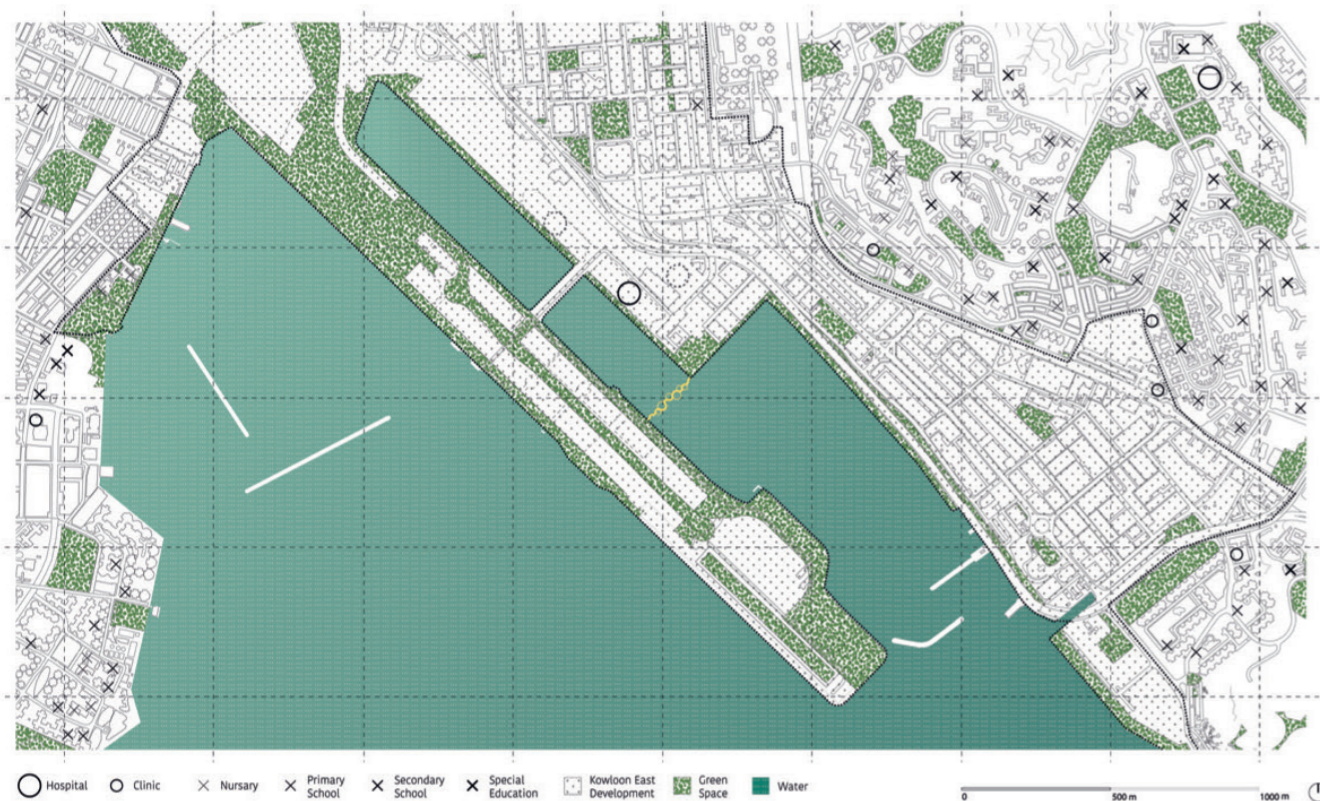 Hospital
Clinic
Nursary
Primary
School
Secondary
School
Special
Education
Kowloon East
Development
Green
Space
Water
0
500 m
1000 m